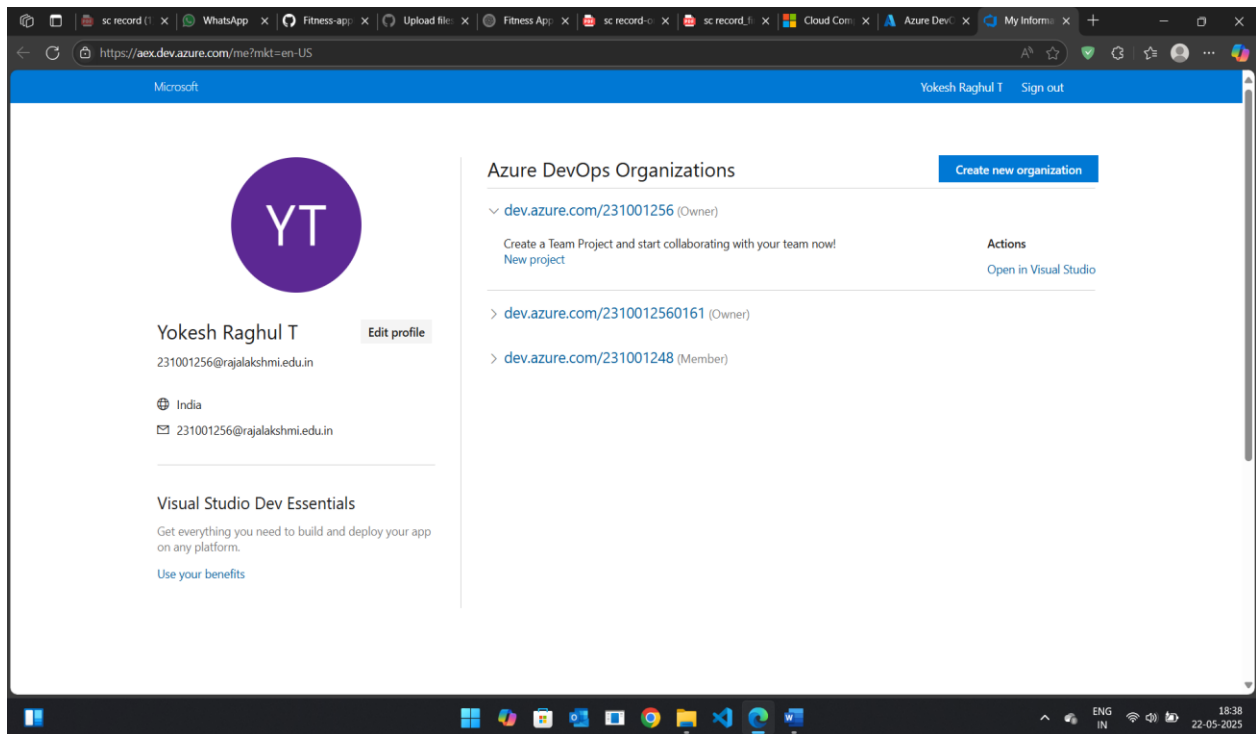 sc record (1
WhatsApp
Fitness-app
Upload files
Fitness App
sc record-o
sc record_fi
Cloud Com
Azure DevO
My Informa
https://aex.dev.azure.com/me?mkt=en-US
Microsoft
Yokesh Raghul T
Sign out
YT
Yokesh Raghul T
Edit profile
231001256@rajalakshmi.edu.in
India
231001256@rajalakshmi.edu.in
Visual Studio Dev Essentials
Get everything you need to build and deploy your app
on any platform.
Use your benefits
Azure DevOps Organizations
Create new organization
dev.azure.com/231001256 (Owner)
Create a Team Project and start collaborating with your team now!
New project
Actions
Open in Visual Studio
dev.azure.com/2310012560161 (Owner)
dev.azure.com/231001248 (Member)
ENG
IN
18:38
22-05-2025